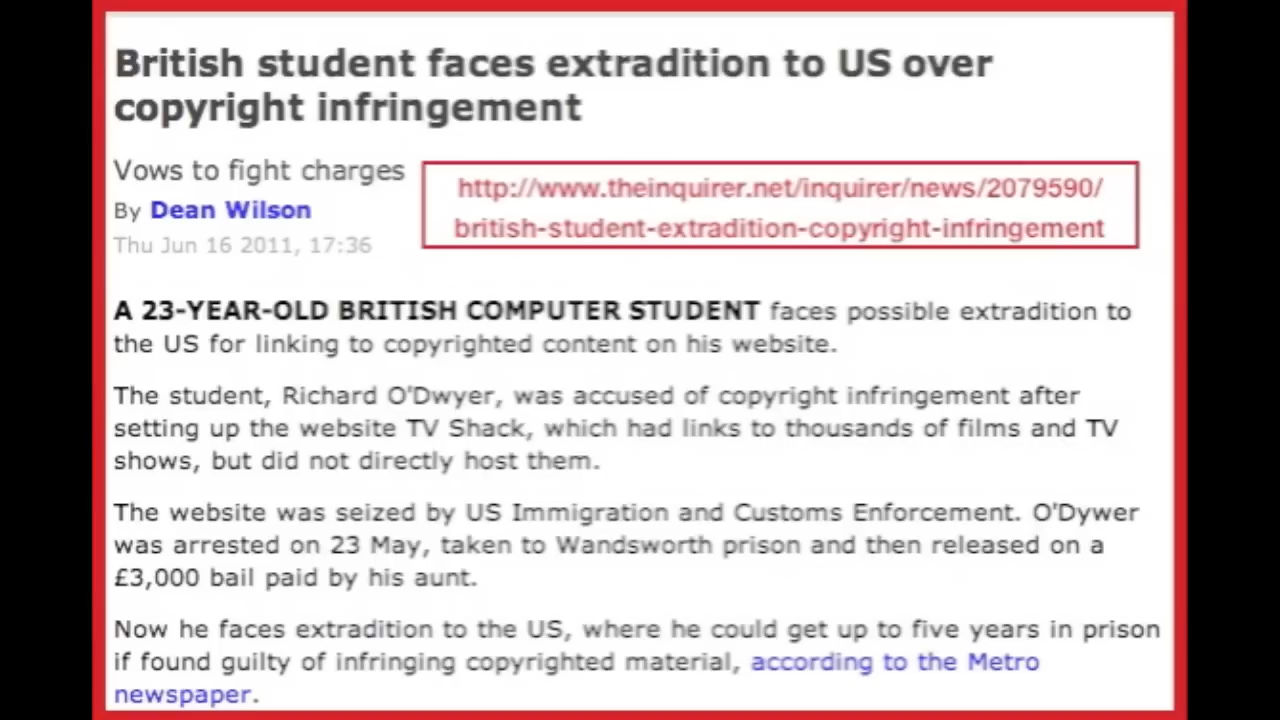 British student faces extradition to US over
copyright infringement
Vows to fight charges
By Dean Wilson
Thu Jun 16 2011, 17:36
http://www.theinquirer.net/inquirer/news/2079590/
british-student-extradition-copyright-infringement
A 23-YEAR-OLD BRITISH COMPUTER STUDENT faces possible extradition to
the US for linking to copyrighted content on his website.
The student, Richard O'Dwyer, was accused of copyright infringement after
setting up the website TV Shack, which had links to thousands of films and TV
shows, but did not directly host them.
The website was seized by US Immigration and Customs Enforcement. O'Dywer
was arrested on 23 May, taken to Wandsworth prison and then released on a
£3,000 bail paid by his aunt.
Now he faces extradition to the US, where he could get up to five years in prison
if found guilty of infringing copyrighted material, according to the Metro
newspaper.